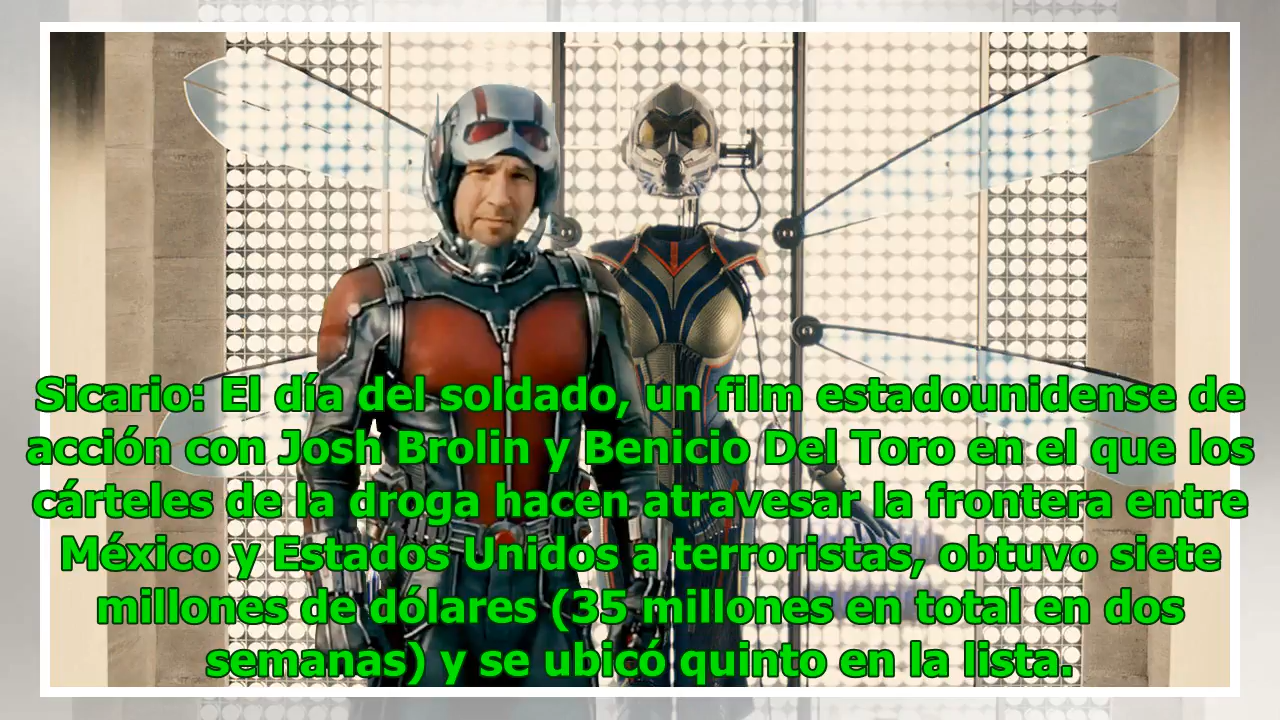 Sicario: El día del soldado, un film estadounidense de
acción con Josh Brolin y Benicio Del Toro en el que los
cárteles de la droga hacen atravesar la frontera entre
México y Estados Unidos a terroristas, obtuvo siete
millones de dólares (35 millones en total en dos
semanas) y se ubicó quinto en la lista.